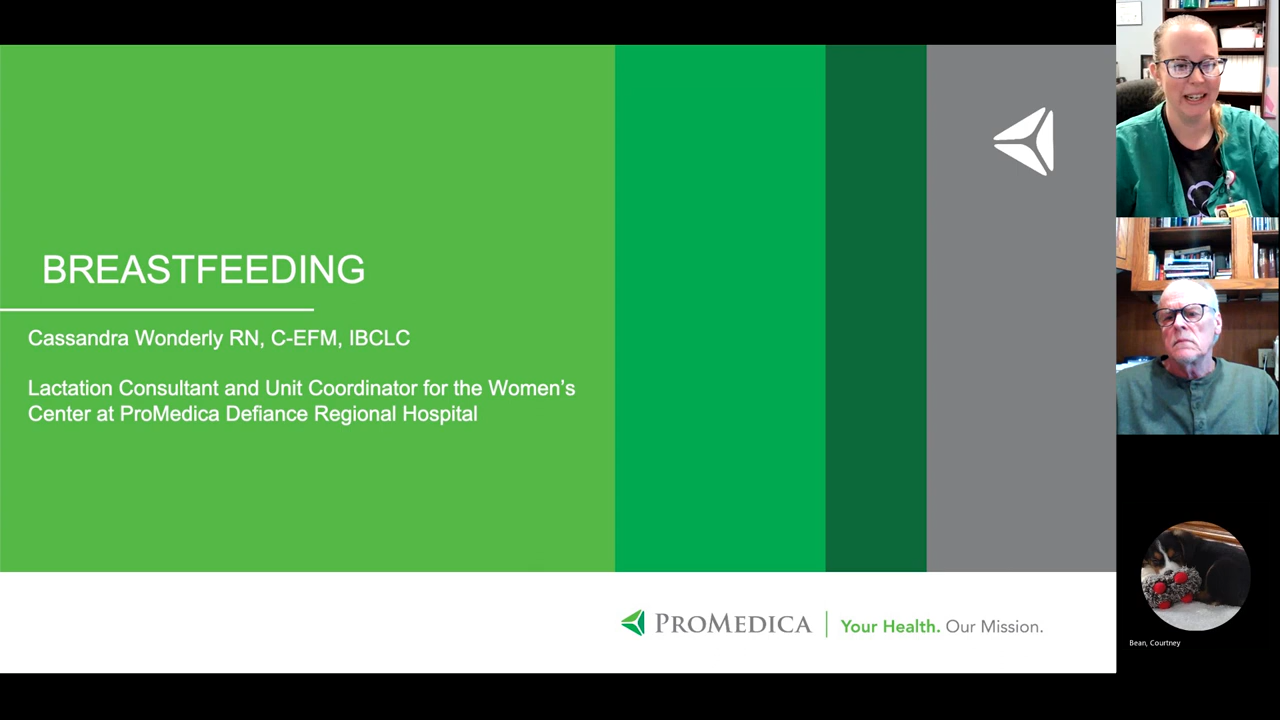 BREASTFEEDING
Cassandra Wonderly RN, C-EFM, IBCLC
Lactation Consultant and Unit Coordinator for the Women's
Center at ProMedica Defiance Regional Hospital
PROMEDICA | Your Health. Our Mission.
Bean, Courtney